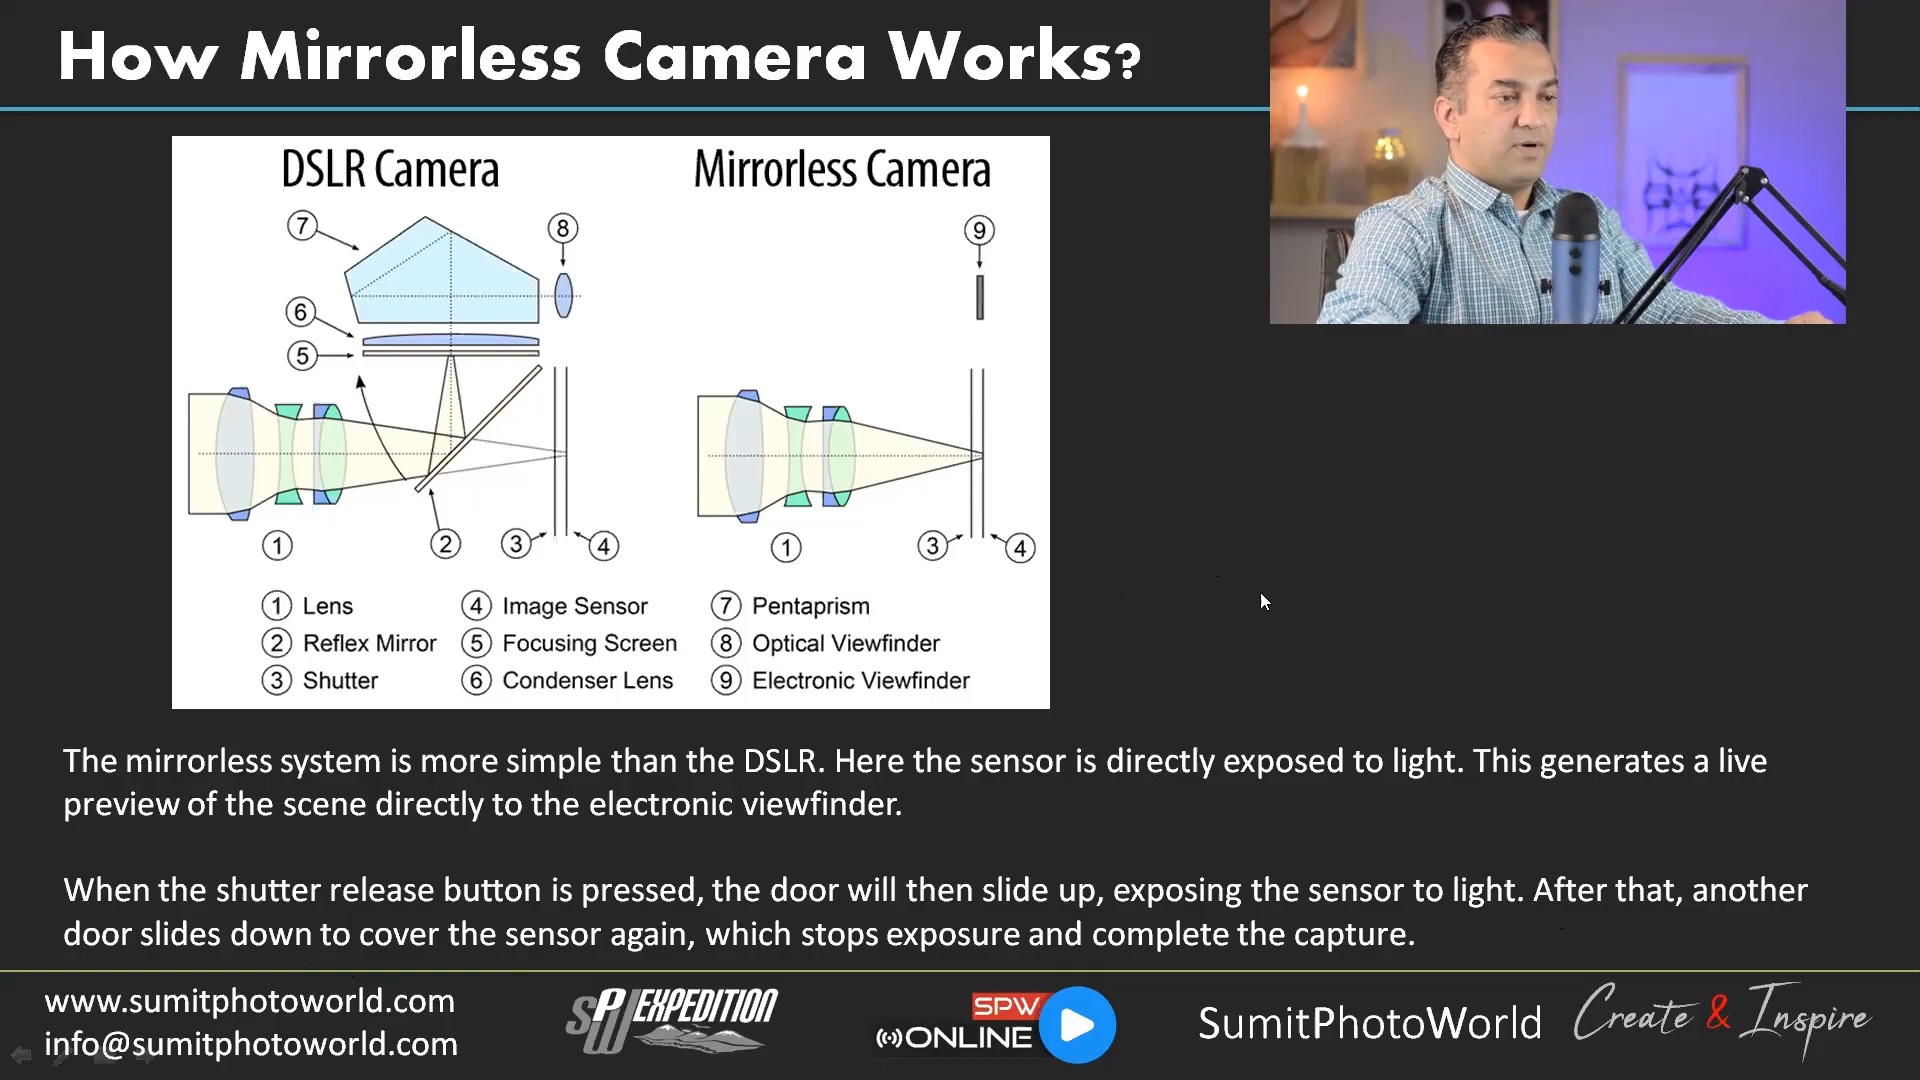 How Mirrorless Camera Works?
DSLR Camera
Mirrorless Camera
7
8
9
6
5
1
2
3
4
1
3
4
1 Lens
4 Image Sensor
7 Pentaprism
2 Reflex Mirror
5 Focusing Screen
8 Optical Viewfinder
3 Shutter
6 Condenser Lens
9 Electronic Viewfinder
The mirrorless system is more simple than the DSLR. Here the sensor is directly exposed to light. This generates a live
preview of the scene directly to the electronic viewfinder.
When the shutter release button is pressed, the door will then slide up, exposing the sensor to light. After that, another
door slides down to cover the sensor again, which stops exposure and complete the capture.
www.sumitphotoworld.com
info@sumitphotoworld.com
SPW EXPEDITION
SPW
ONLINE
SumitPhotoWorld
Create & Inspire